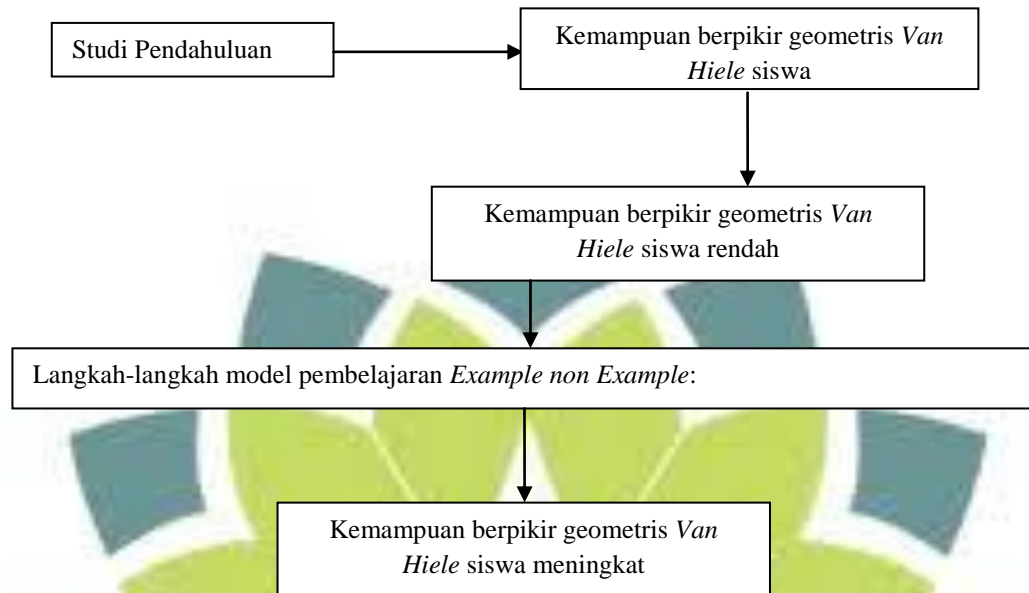 Studi Pendahuluan
Kemampuan berpikir geometris Van
Hiele siswa
Kemampuan berpikir geometris Van
Hiele siswa rendah
Langkah-langkah model pembelajaran Example non Example:
Kemampuan berpikir geometris Van
Hiele siswa meningkat